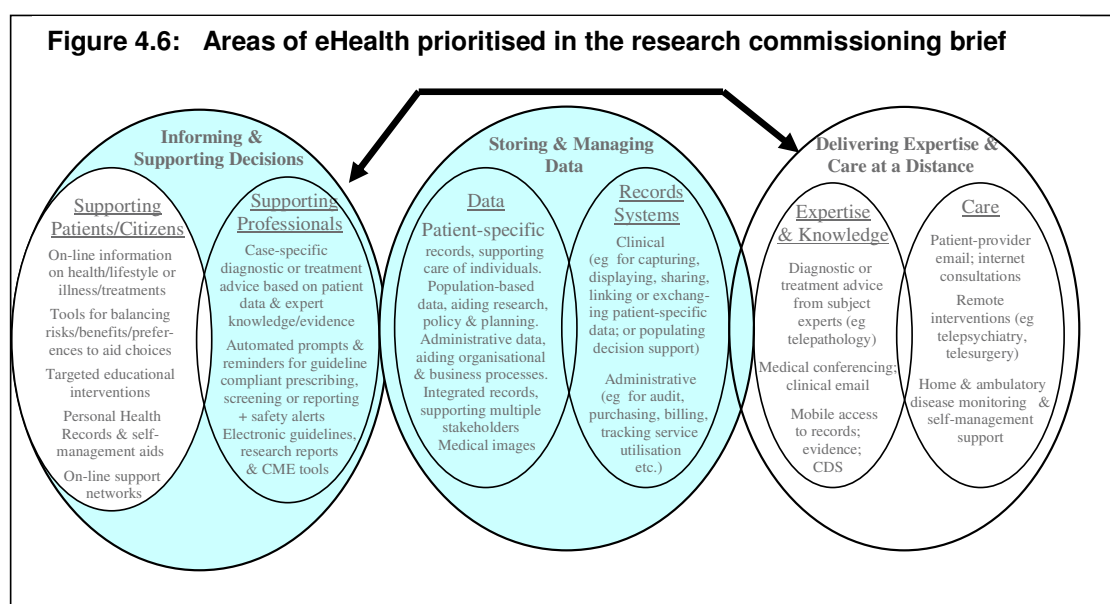 Figure 4.6: Areas of eHealth prioritised in the research commissioning brief
Informing &
Supporting Decisions
Supporting
Patients/Citizens
On-line information
on health/lifestyle or
illness/treatments
Tools for balancing
risks/benefits/prefer-
ences to aid choices
Targeted educational
interventions
Personal Health
Records & self-
management aids
On-line support
networks
Supporting
Professionals
Case-specific
diagnostic or treatment
advice based on patient
data & expert
knowledge/evidence
Automated prompts &
reminders for guideline
compliant prescribing,
screening or reporting
+ safety alerts
Electronic guidelines,
research reports
& CME tools
Storing & Managing
Data
Data
Patient-specific
records, supporting
care of individuals.
Population-based
data, aiding research,
policy & planning.
Administrative data,
aiding organisational
& business processes.
Integrated records,
supporting multiple
stakeholders
Medical images
Records
Systems
Clinical
(eg for capturing,
displaying, sharing,
linking or exchang-
ing patient-specific
data; or populating
decision support)
Administrative
(eg for audit,
purchasing, billing,
tracking service
utilisation
etc.)
Delivering Expertise &
Care at a Distance
Expertise
& Knowledge
Diagnostic or
treatment advice
from subject
experts (eg
telepathology)
Medical conferencing;
clinical email
Mobile access
to records;
evidence;
CDS
Care
Patient-provider
email; internet
consultations
Remote
interventions (eg
telepsychiatry,
telesurgery)
Home & ambulatory
disease monitoring &
self-management
support